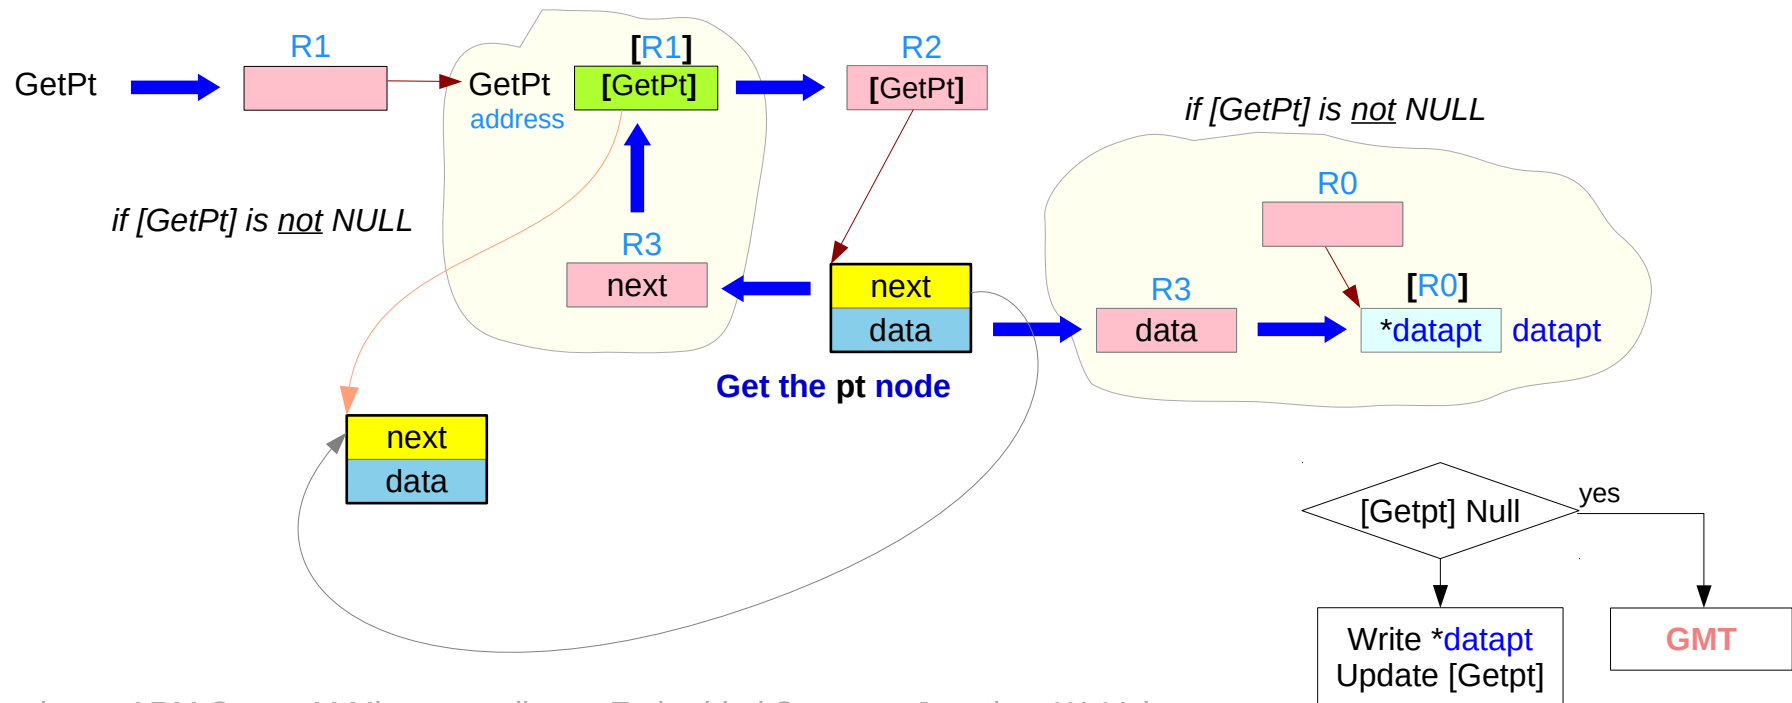 R1
[R1]
R2
GetPt
GetPt
[GetPt]
[GetPt]
address
if [GetPt] is not NULL
if [GetPt] is not NULL
R0
R3
next
next
data
R3
data
[R0]
*datapt
datapt
Get the pt node
next
data
[Getpt] Null
yes
Write *datapt
Update [Getpt]
GMT